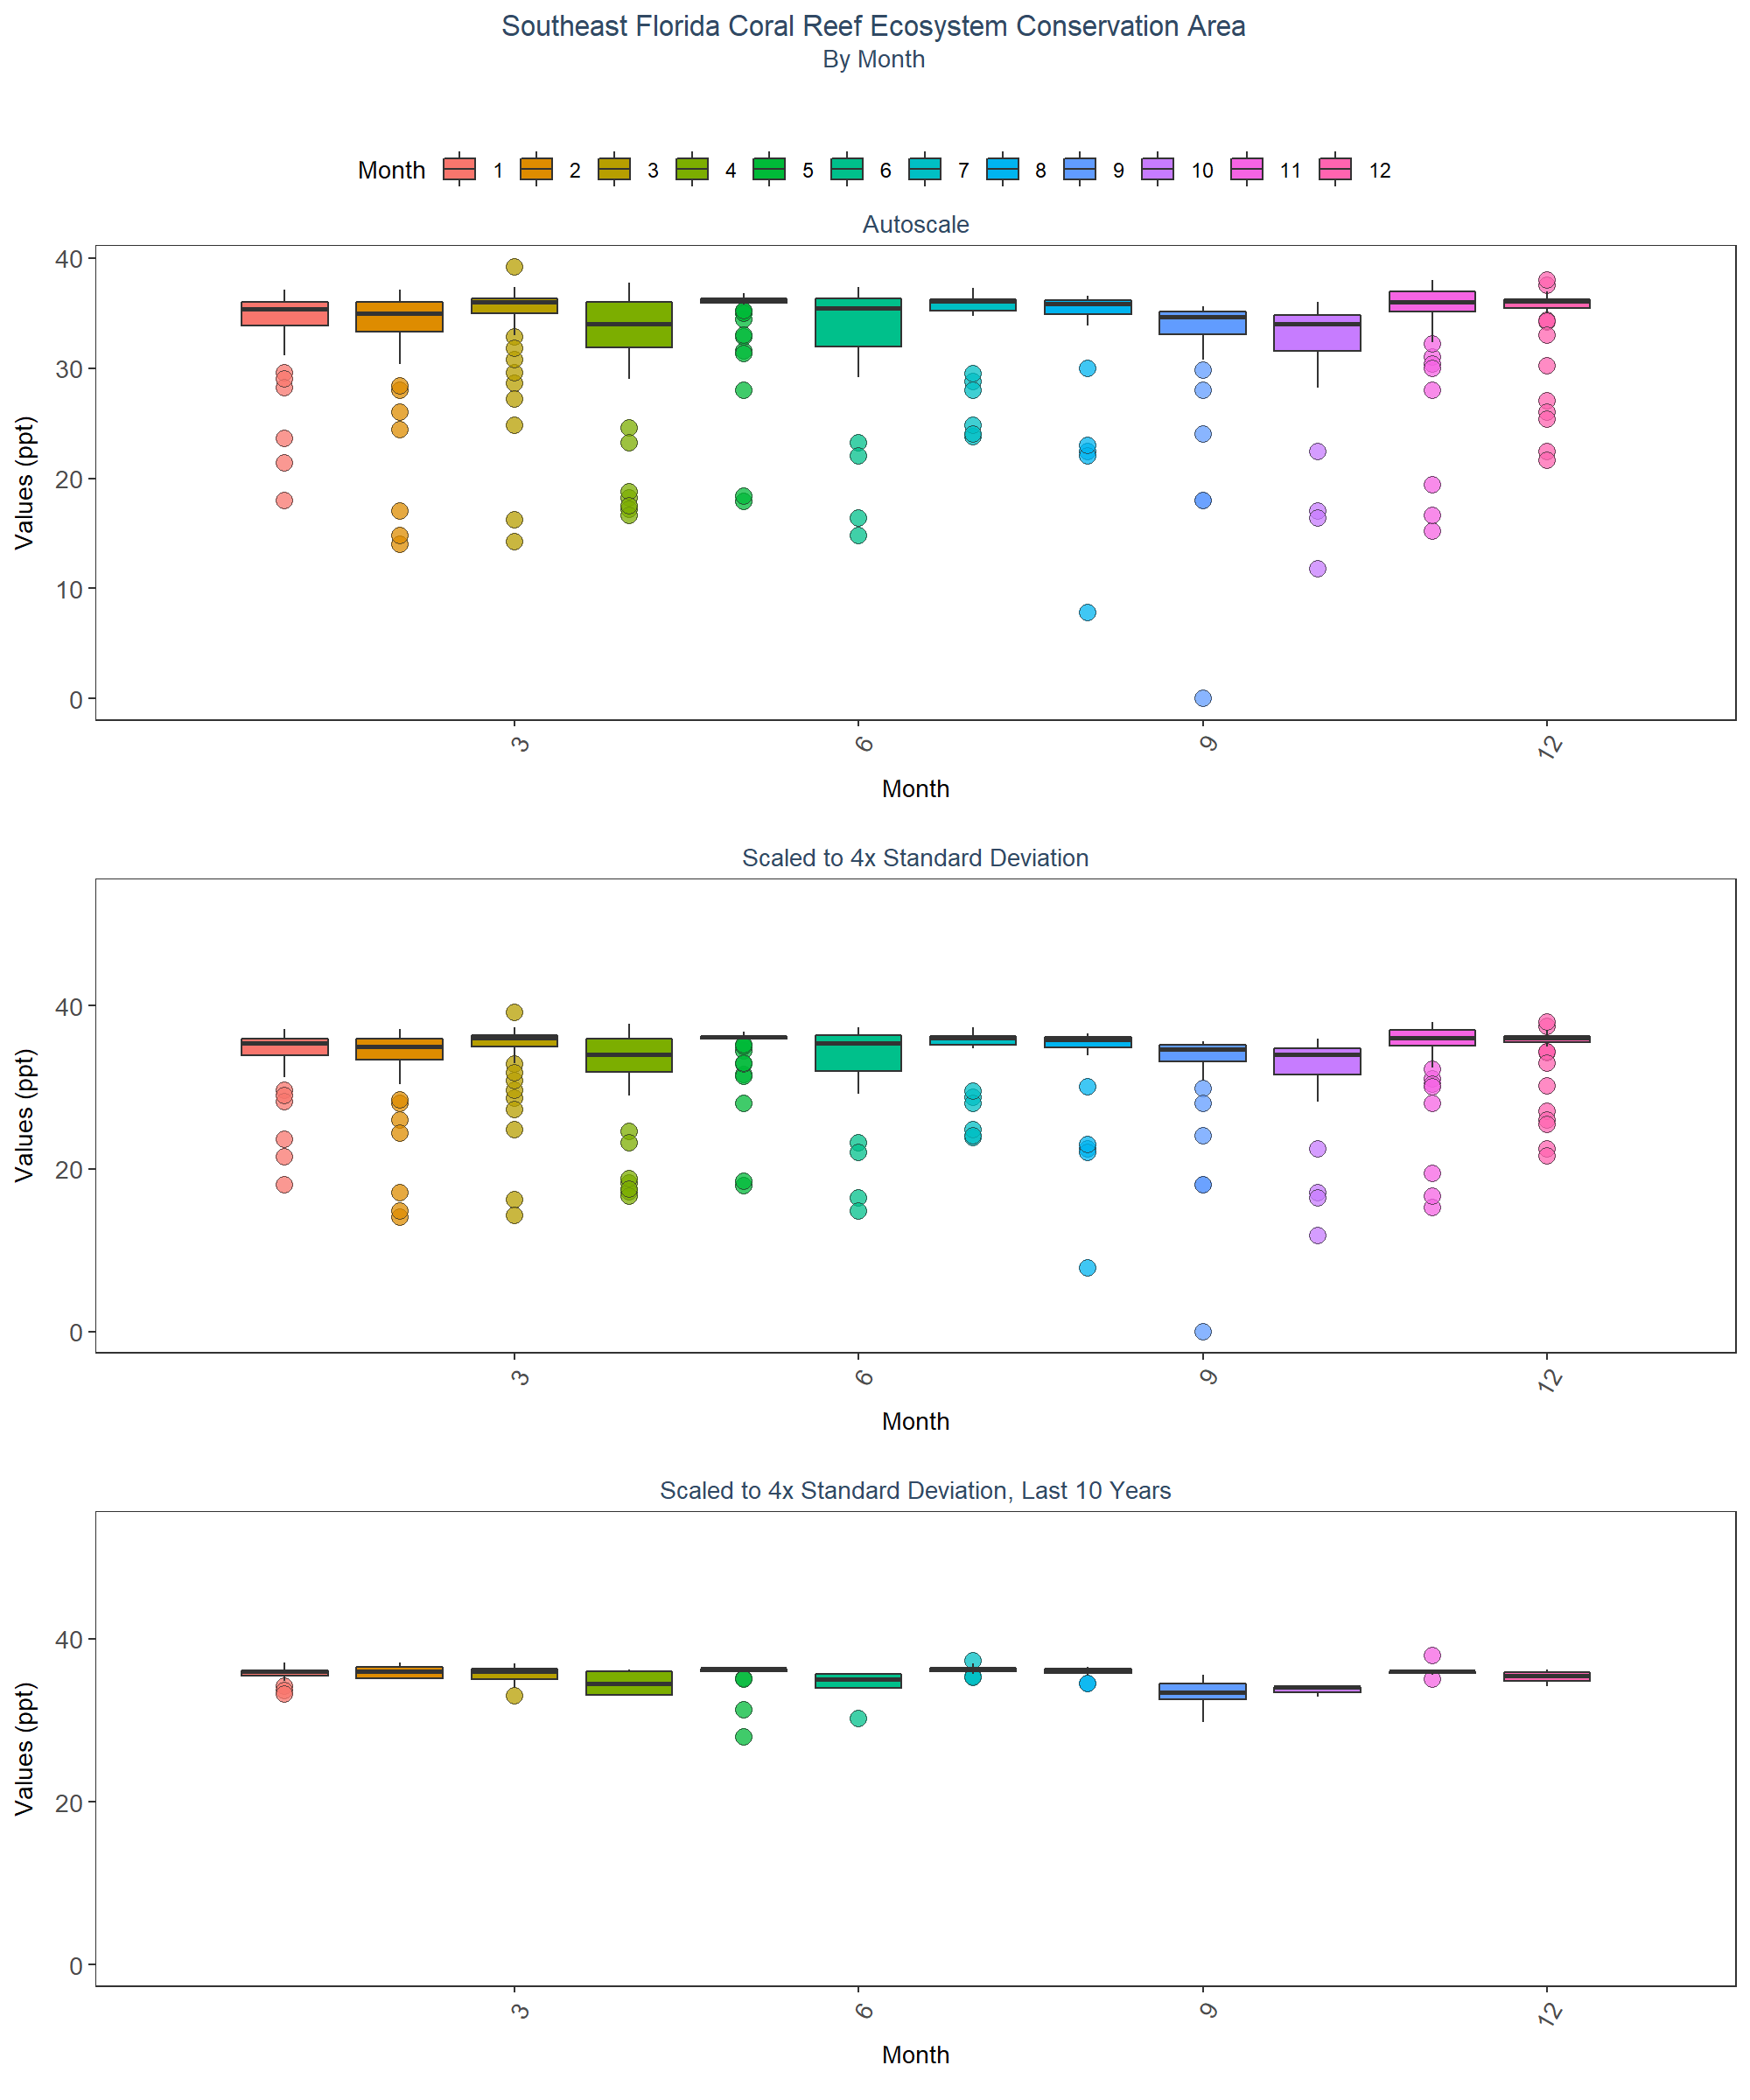 Southeast Florida Coral Reef Ecosystem Conservation Area
By Month
Month 1 2 3 4 5 6 7 8 9 10 11 12
Autoscale
Values (ppt)
40
30
20
10
0
3 6 9 12
Month
Scaled to 4x Standard Deviation
Values (ppt)
40
20
0
3 6 9 12
Month
Scaled to 4x Standard Deviation, Last 10 Years
Values (ppt)
40
20
0
3 6 9 12
Month